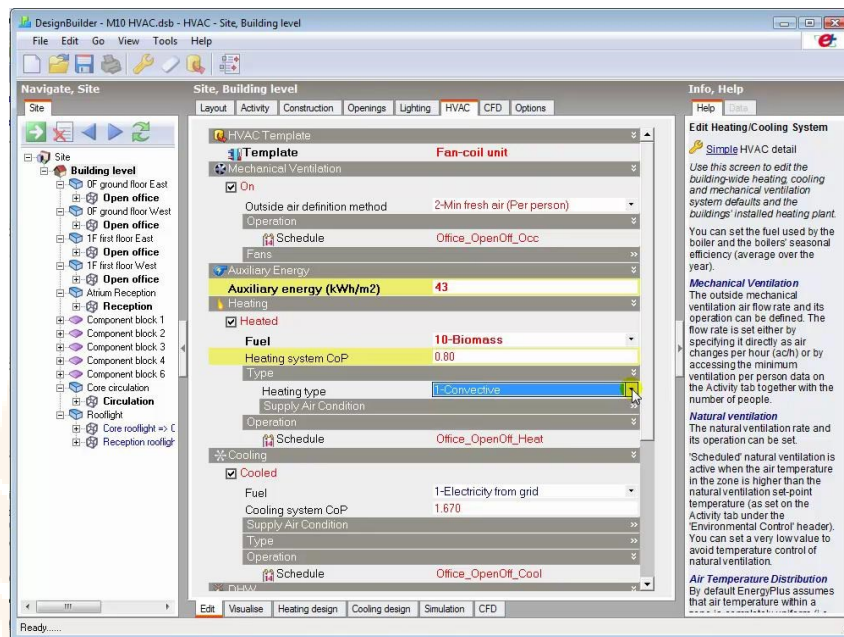 DesignBuilder - M10 HVAC.dsb - HVAC - Site, Building level
File Edit Go View Tools Help
Navigate, Site
Site
Site
Building level
0F ground floor East
Open office
0F ground floor West
Open office
1F first floor East
Open office
1F first floor West
Open office
Atrium Reception
Reception
Component block 1
Component block 2
Component block 3
Component block 4
Component block 6
Core circulation
Circulation
Rooflight
Core rooflight => C
Reception roofligh
Site, Building level
Layout Activity Construction Openings Lighting HVAC CFD Options
HVAC Template
Template Fan-coil unit
Mechanical Ventilation
On
Outside air definition method 2-Min fresh air (Per person)
Operation
Schedule Office_OpenOff_Occ
Fans
Auxiliary Energy
Auxiliary energy (kWh/m2) 43
Heating
Heated
Fuel 10-Biomass
Heating system CoP 0.80
Type
Heating type 1-Convective
Supply Air Condition
Operation
Schedule Office_OpenOff_Heat
Cooling
Cooled
Fuel 1-Electricity from grid
Cooling system CoP 1.670
Supply Air Condition
Type
Operation
Schedule Office_OpenOff_Cool
DHW
Edit Visualise Heating design Cooling design Simulation CFD
Info, Help
Help Data
Edit Heating/Cooling System
Simple HVAC detail
Use this screen to edit the
building-wide heating, cooling
and mechanical ventilation
system defaults and the
buildings' installed heating plant.
You can set the fuel used by the
boiler and the boilers' seasonal
efficiency (average over the
year).
Mechanical Ventilation
The outside mechanical
ventilation air flow rate and its
operation can be defined. The
flow rate is set either by
specifying it directly as air
changes per hour (ac/h) or by
accessing the minimum
ventilation per person data on
the Activity tab together with the
number of people.
Natural ventilation
The natural ventilation rate and
its operation can be set.
'Scheduled' natural ventilation is
active when the air temperature
in the zone is higher than the
natural ventilation set-point
temperature (as set on the
Activity tab under the
'Environmental Control' header).
You can set a very low value to
avoid temperature control of
natural ventilation.
Air Temperature Distribution
By default EnergyPlus assumes
that air temperature within a
Ready......